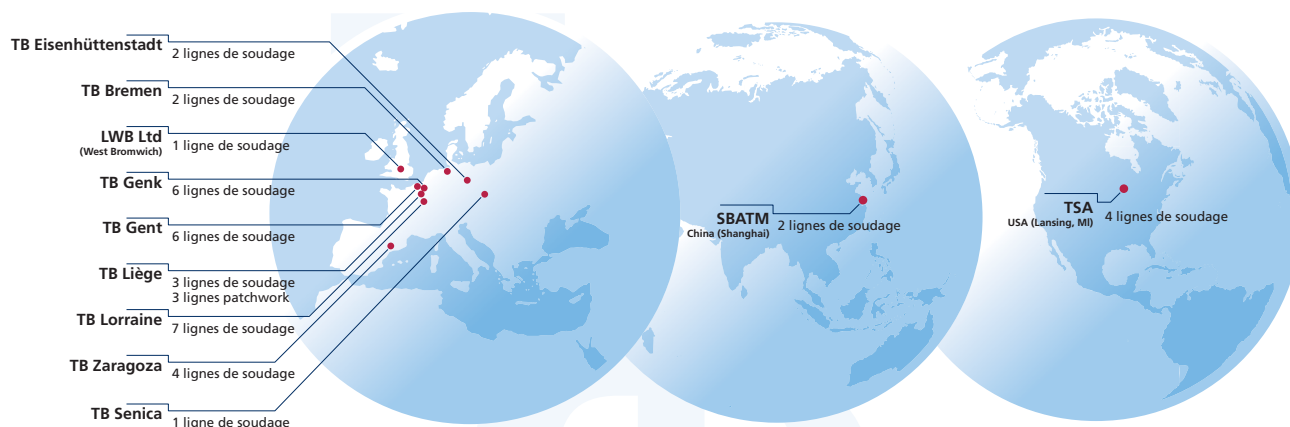 TB Eisenhüttenstadt
2 lignes de soudage
TB Bremen
2 lignes de soudage
LWB Ltd
(West Bromwich)
1 ligne de soudage
TB Genk
6 lignes de soudage
TB Gent
6 lignes de soudage
TB Liège
3 lignes de soudage
3 lignes patchwork
TB Lorraine
7 lignes de soudage
TB Zaragoza
4 lignes de soudage
TB Senica
1 ligne de soudage
SBATM
China (Shanghai)
2 lignes de soudage
TSA
USA (Lansing, MI)
4 lignes de soudage